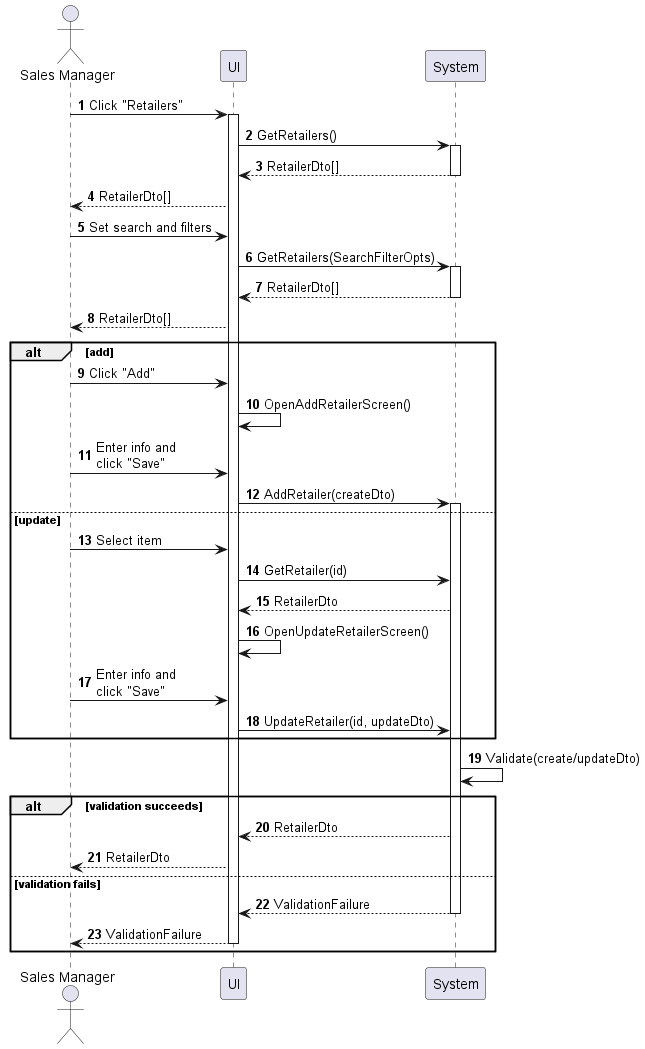 Sales Manager
UI
System
1 Click "Retailers"
2 GetRetailers()
3 RetailerDto[]
4 RetailerDto[]
5 Set search and filters
6 GetRetailers(SearchFilterOpts)
7 RetailerDto[]
8 RetailerDto[]
alt [add]
9 Click "Add"
10 OpenAddRetailerScreen()
11 Enter info and
click "Save"
12 AddRetailer(createDto)
[update]
13 Select item
14 GetRetailer(id)
15 RetailerDto
16 OpenUpdateRetailerScreen()
17 Enter info and
click "Save"
18 UpdateRetailer(id, updateDto)
19 Validate(create/updateDto)
alt [validation succeeds]
20 RetailerDto
21 RetailerDto
[validation fails]
22 ValidationFailure
23 ValidationFailure
Sales Manager
UI
System